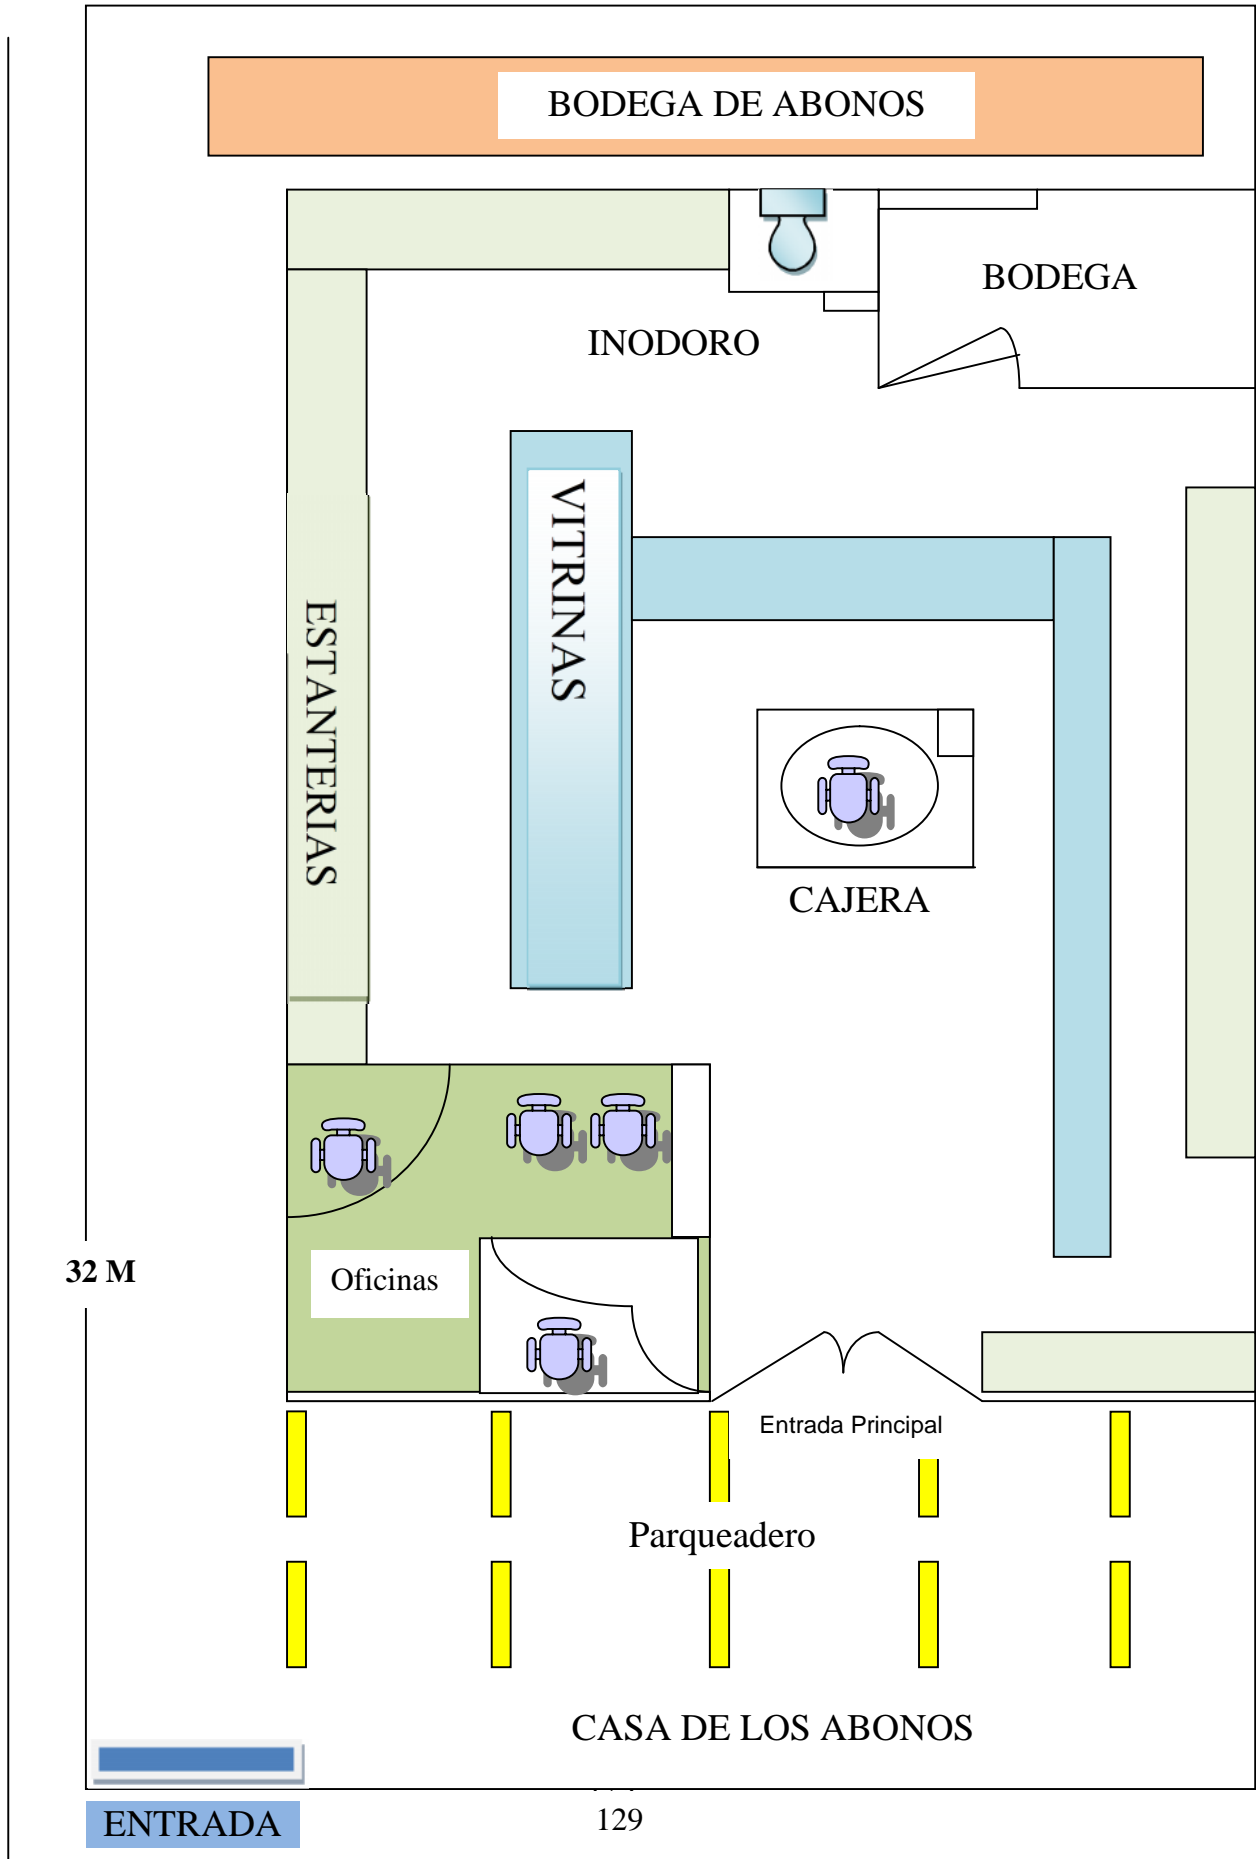 BODEGA DE ABONOS
BODEGA
INODORO
VITRINAS
ESTANTERIAS
CAJERA
32 M
Oficinas
Entrada Principal
Parqueadero
CASA DE LOS ABONOS
ENTRADA
129